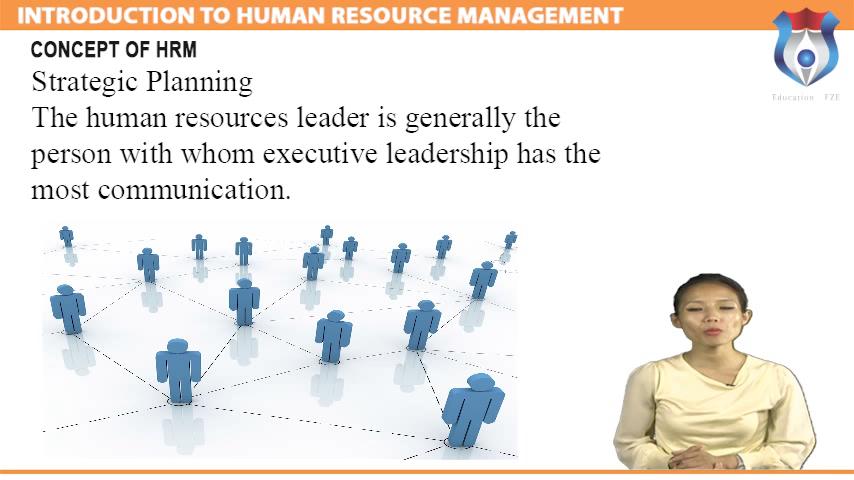 INTRODUCTION TO HUMAN RESOURCE MANAGEMENT
CONCEPT OF HRM
Strategic Planning
The human resources leader is generally the
person with whom executive leadership has the
most communication.
Education FZE